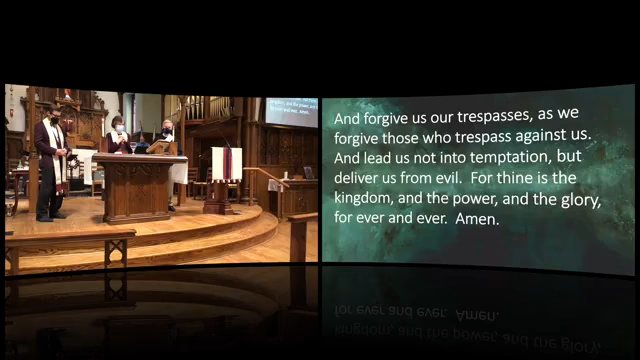 And forgive us our trespasses, as we
forgive those who trespass against us.
And lead us not into temptation, but
deliver us from evil.  For thine is the
kingdom, and the power, and the glory,
for ever and ever.  Amen.